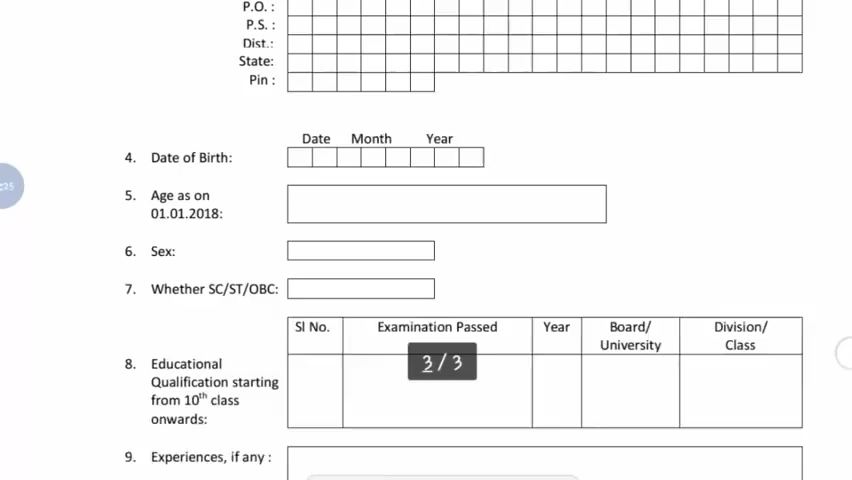 P.O. :
P.S. :
Dist.:
State:
Pin :
Date Month Year
4. Date of Birth:
5. Age as on
01.01.2018:
6. Sex:
7. Whether SC/ST/OBC:
Sl No. Examination Passed Year Board/ Division/
University Class
3 / 3
8. Educational
Qualification starting
from 10th class
onwards:
9. Experiences, if any :